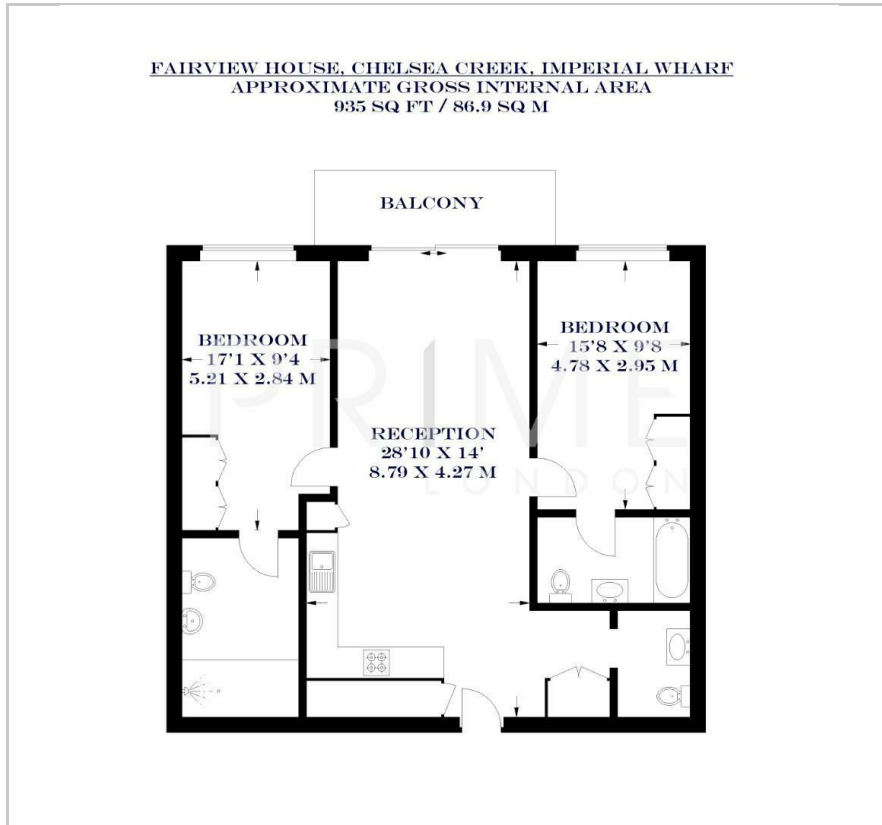 FAIRVIEW HOUSE, CHELSEA CREEK, IMPERIAL WHARF
APPROXIMATE GROSS INTERNAL AREA
935 SQ FT / 86.9 SQ M
BALCONY
BEDROOM
17'1 X 9'4
5.21 X 2.84 M
BEDROOM
15'8 X 9'8
4.78 X 2.95 M
RECEPTION
28'10 X 14'
8.79 X 4.27 M
PRIME
LONDON